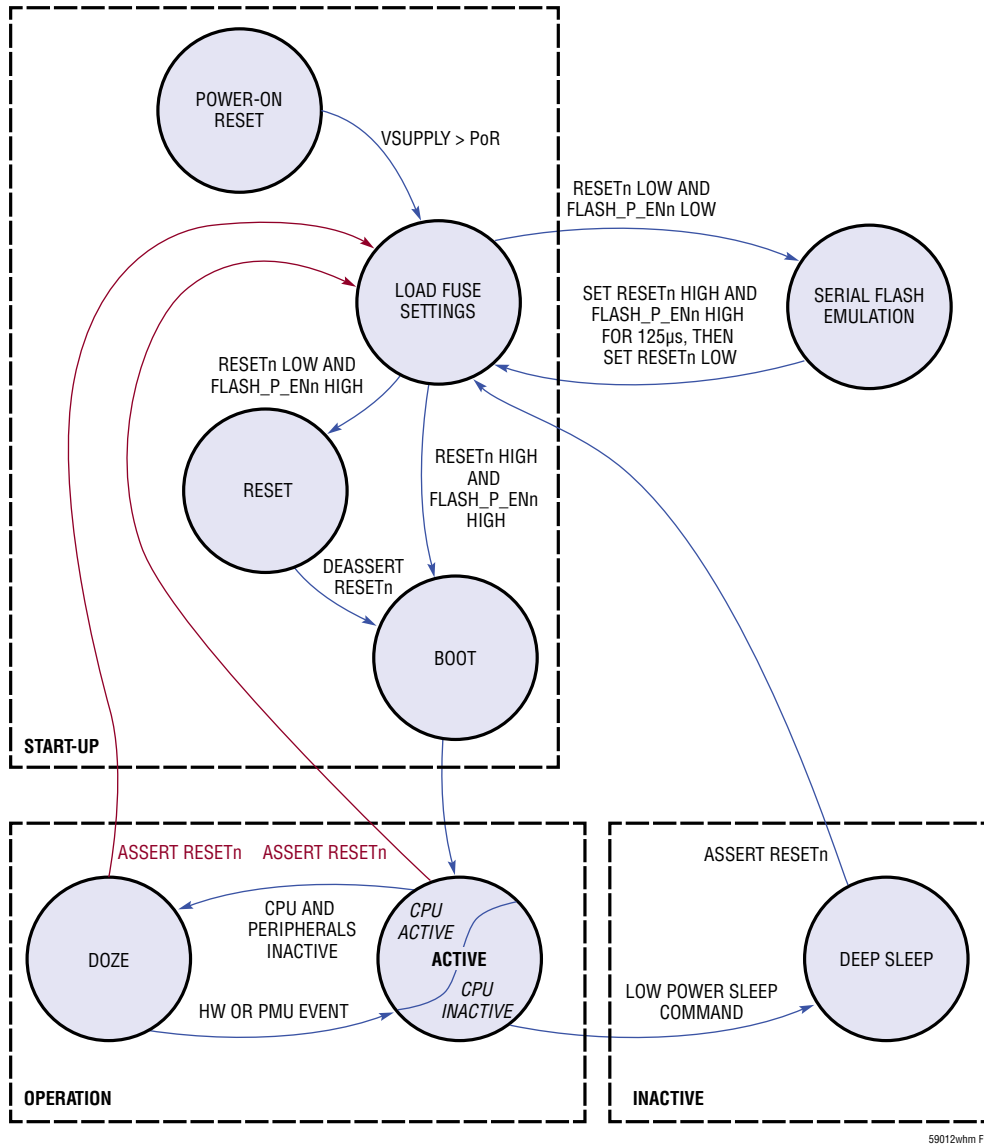 POWER-ON
RESET
VSUPPLY > PoR
RESETn LOW AND
FLASH_P_ENn LOW
LOAD FUSE
SETTINGS
SET RESETn HIGH AND
FLASH_P_ENn HIGH
FOR 125µs, THEN
SET RESETn LOW
SERIAL FLASH
EMULATION
RESETn LOW AND
FLASH_P_ENn HIGH
RESET
RESETn HIGH
AND
FLASH_P_ENn
HIGH
DEASSERT
RESETn
BOOT
START-UP
ASSERT RESETn
ASSERT RESETn
ASSERT RESETn
CPU AND
PERIPHERALS
INACTIVE
CPU
ACTIVE
ACTIVE
CPU
INACTIVE
DOZE
HW OR PMU EVENT
LOW POWER SLEEP
COMMAND
DEEP SLEEP
OPERATION
INACTIVE
59012whm F